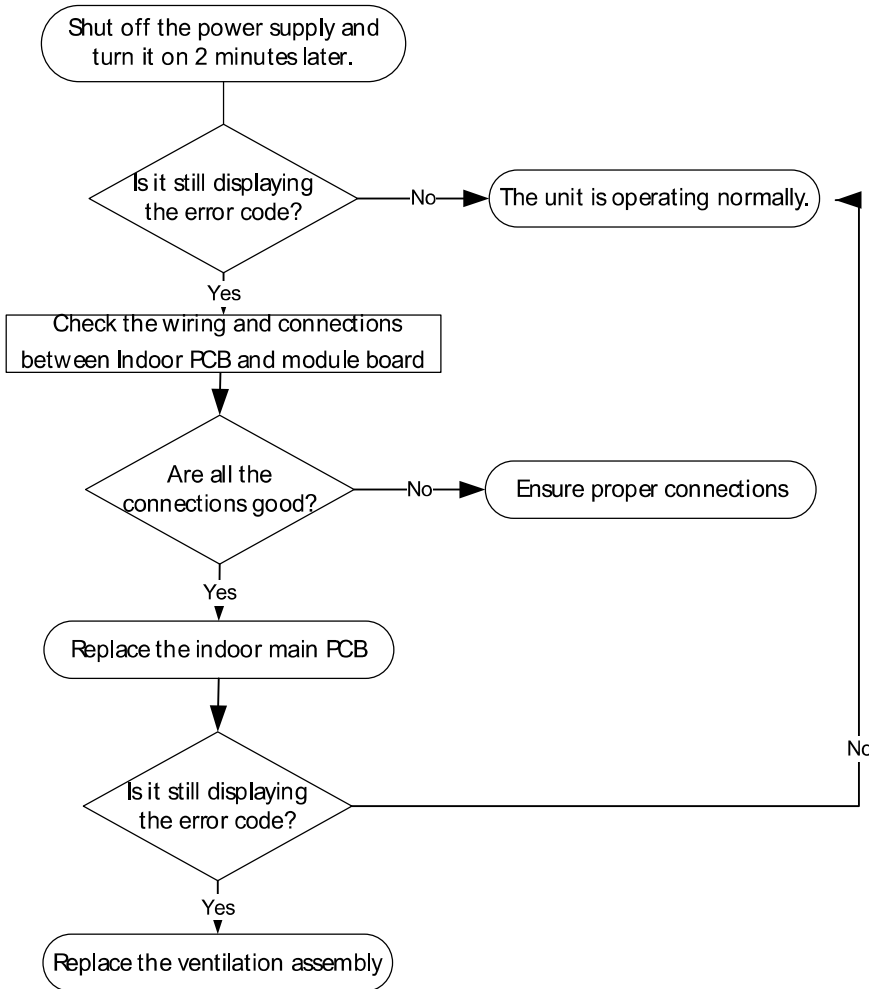 Shut off the power supply and
turn it on 2 minutes later.
Is it still displaying
the error code?
No
The unit is operating normally.
Yes
Check the wiring and connections
between Indoor PCB and module board
Are all the
connections good?
No
Ensure proper connections
Yes
Replace the indoor main PCB
No
Is it still displaying
the error code?
Yes
Replace the ventilation assembly